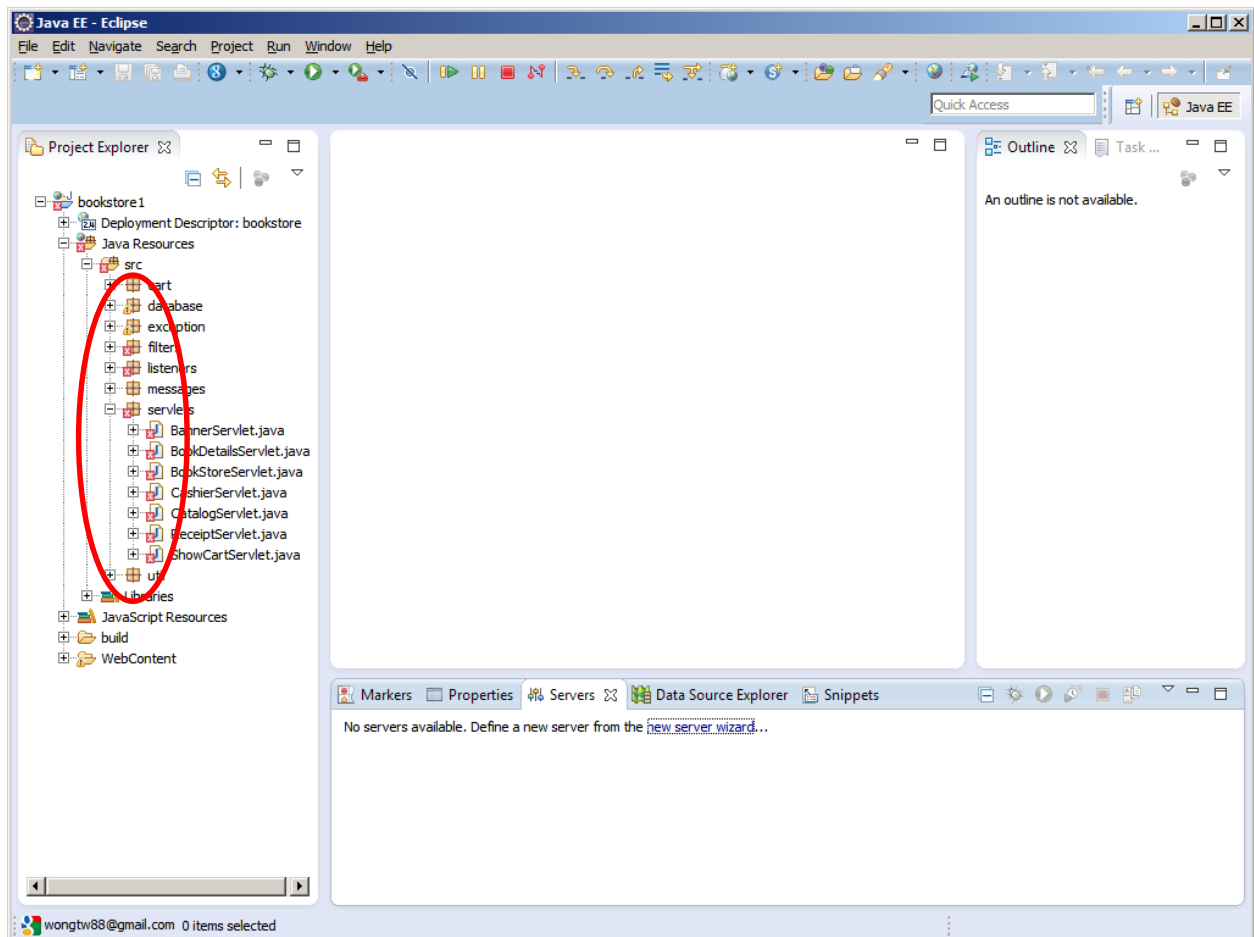 Java EE - Eclipse
File Edit Navigate Search Project Run Window Help
Quick Access
Java EE
Project Explorer
bookstore1
Deployment Descriptor: bookstore
Java Resources
src
cart
database
exception
filters
listeners
messages
servlets
BannerServlet.java
BookDetailsServlet.java
BookStoreServlet.java
CashierServlet.java
CatalogServlet.java
ReceiptServlet.java
ShowCartServlet.java
util
Libraries
JavaScript Resources
build
WebContent
Outline Task ...
An outline is not available.
Markers Properties Servers Data Source Explorer Snippets
No servers available. Define a new server from the new server wizard...
wongtw88@gmail.com 0 items selected